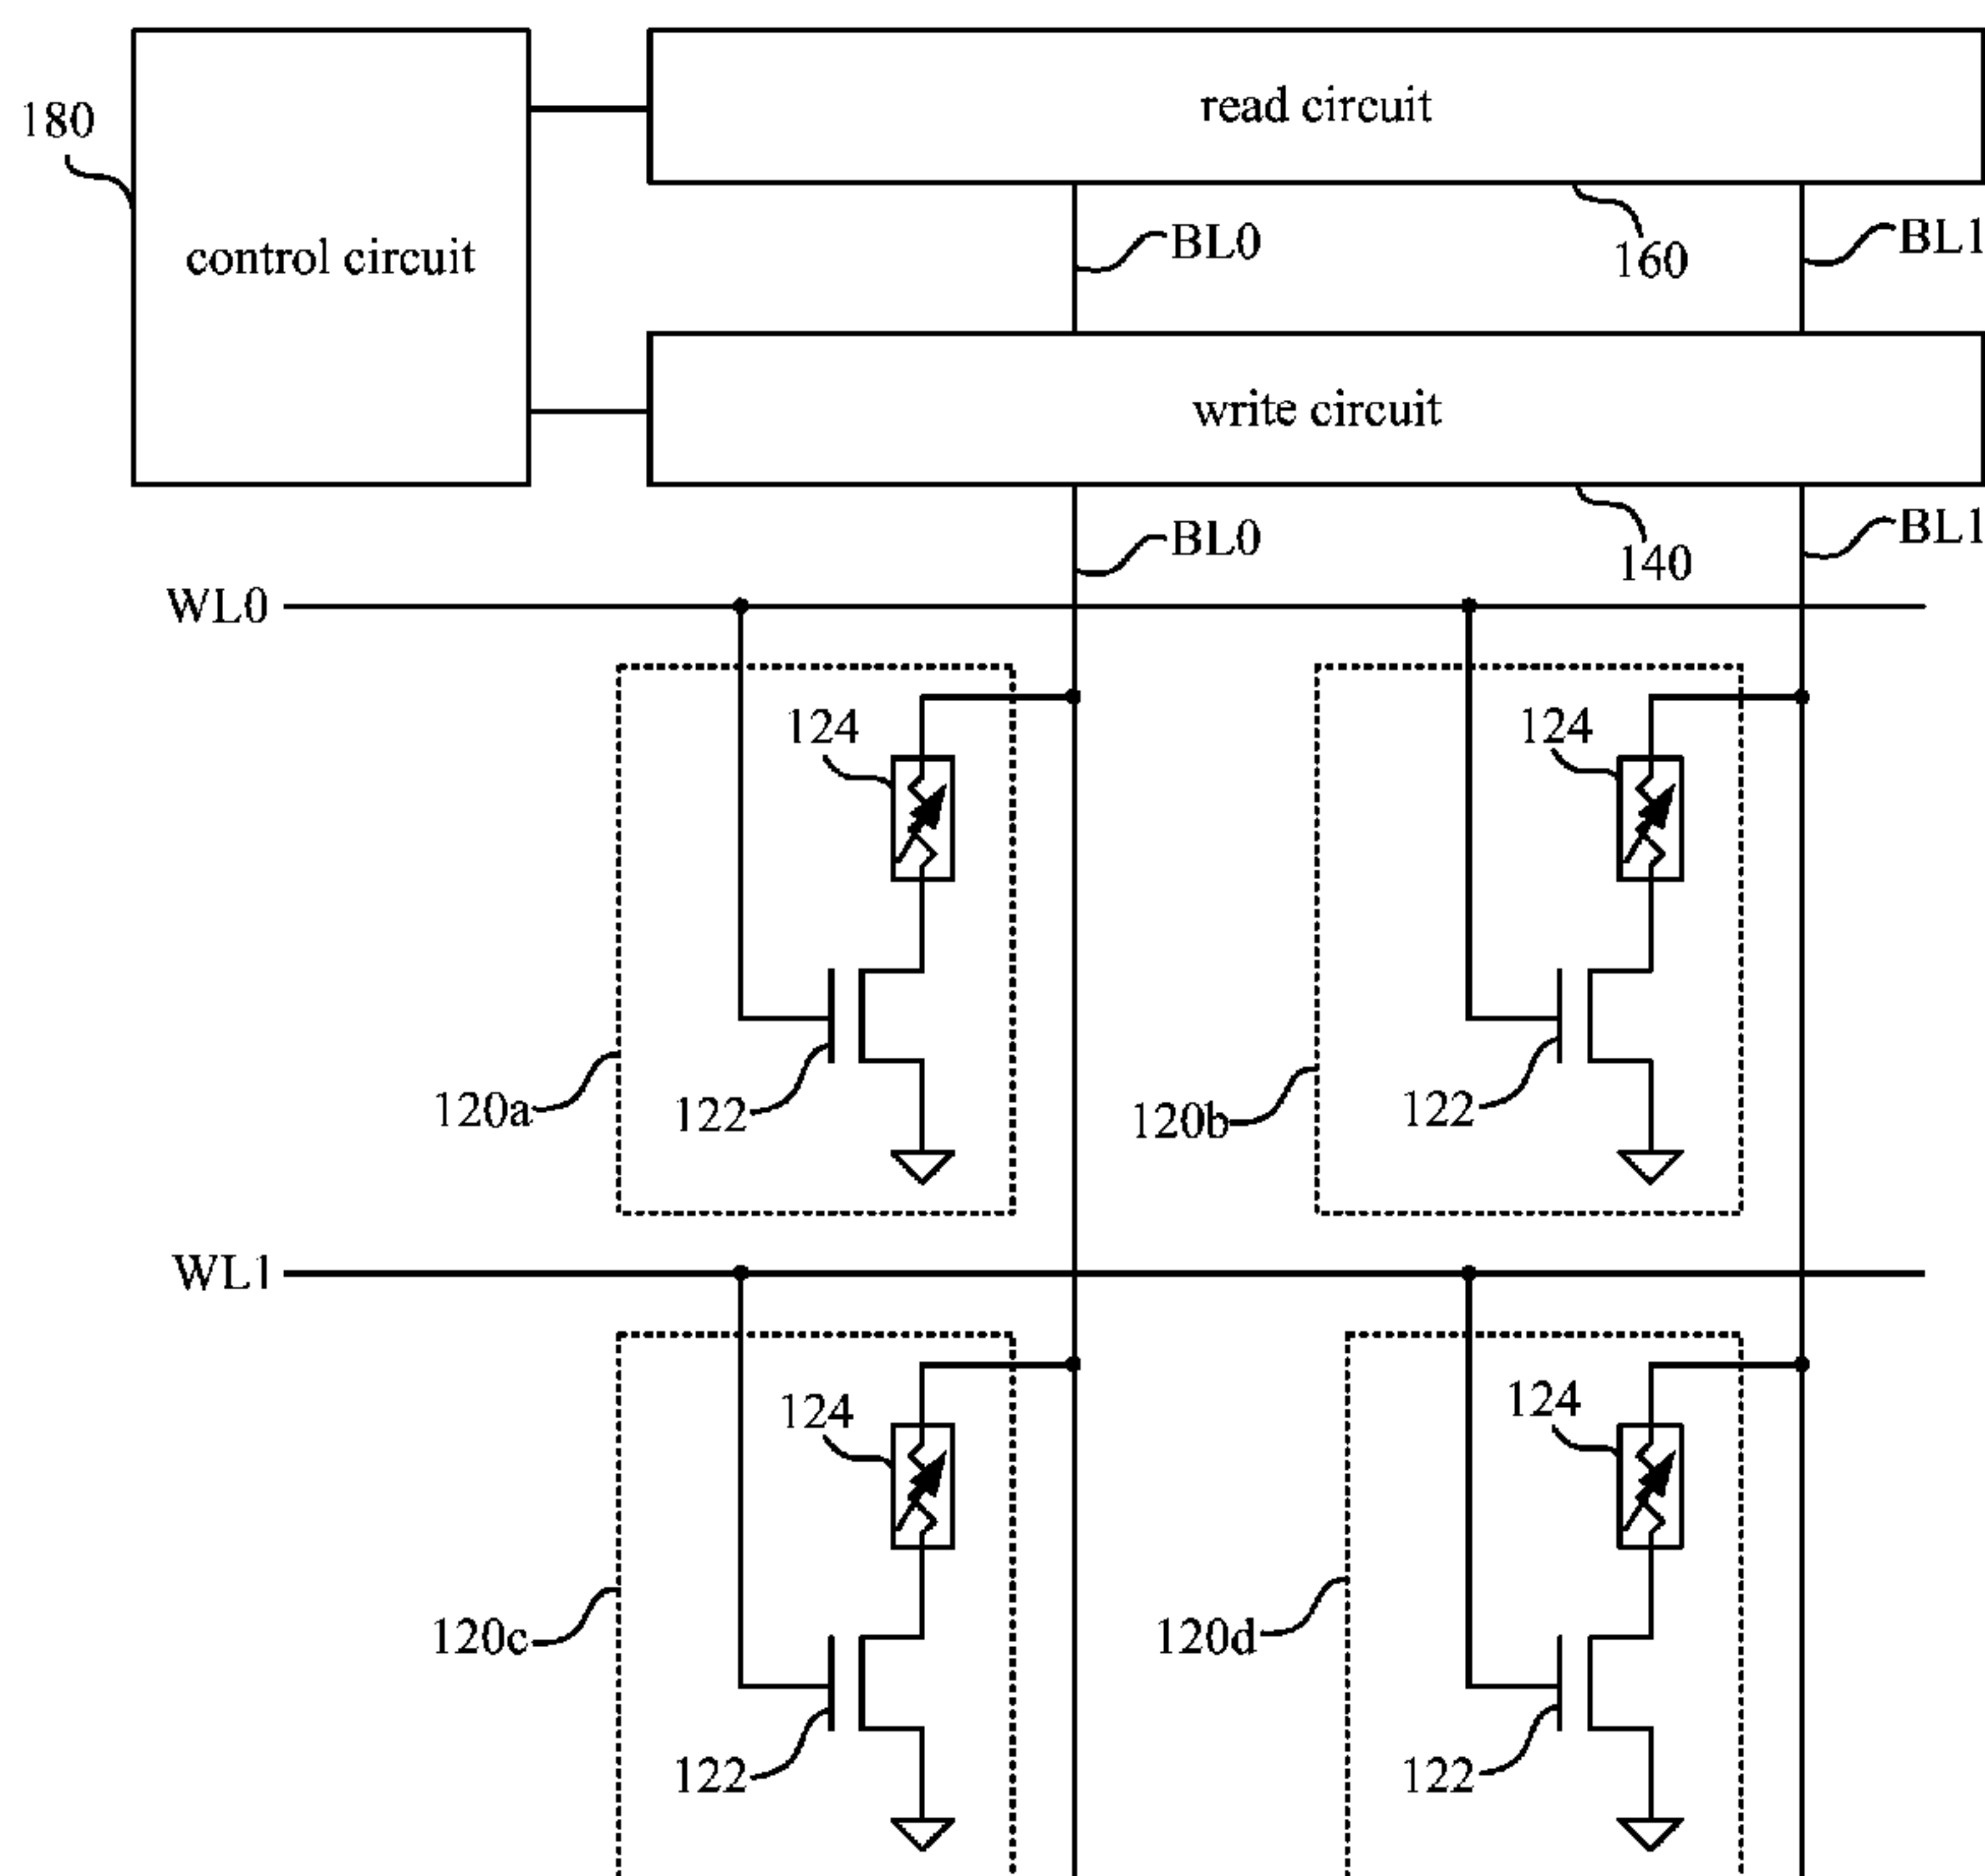 180
read circuit
control circuit
BL0
160
BL1
write circuit
BL0
140
BL1
WL0
124
124
120a
122
120b
122
WL1
124
124
120c
120d
122
122